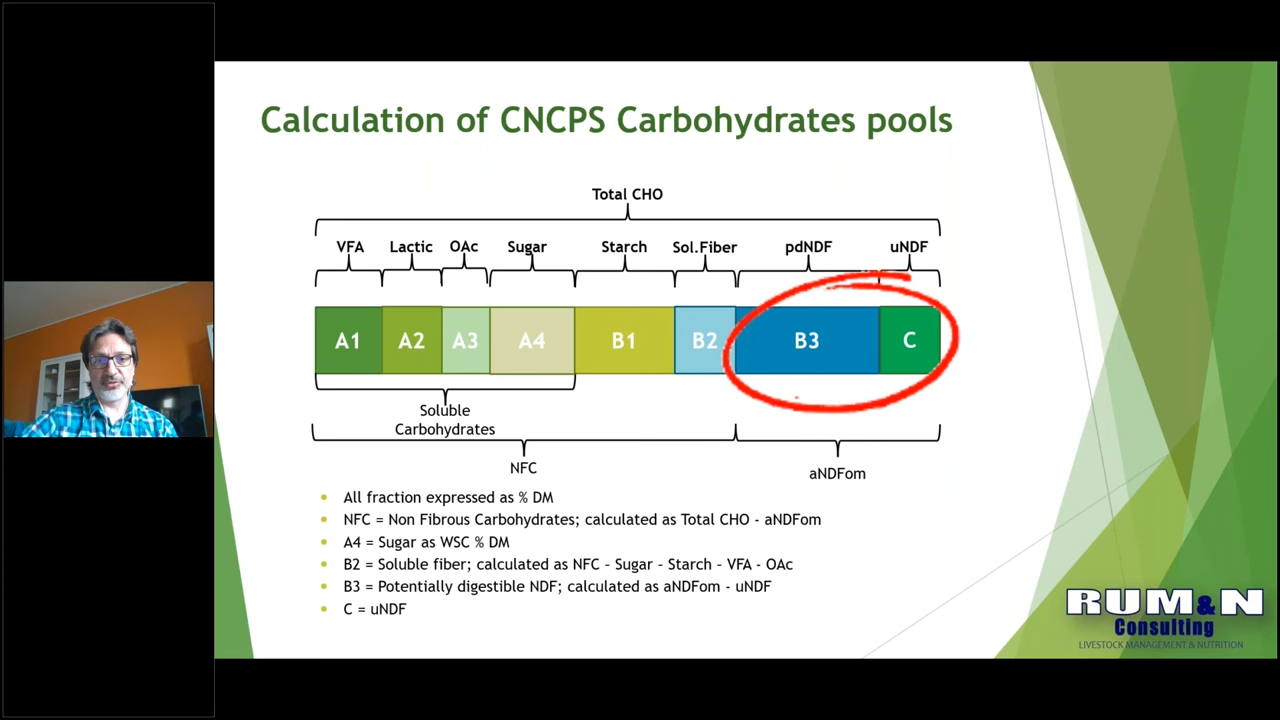 Calculation of CNCPS Carbohydrates pools
Total CHO
VFA Lactic OAc Sugar Starch Sol.Fiber pdNDF uNDF
A1 A2 A3 A4 B1 B2 B3 C
Soluble
Carbohydrates
NFC
aNDFom
All fraction expressed as % DM
NFC = Non Fibrous Carbohydrates; calculated as Total CHO - aNDFom
A4 = Sugar as WSC % DM
B2 = Soluble fiber; calculated as NFC – Sugar – Starch – VFA - OAc
B3 = Potentially digestible NDF; calculated as aNDFom - uNDF
C = uNDF
RUM&N
Consulting
LIVESTOCK MANAGEMENT & NUTRITION